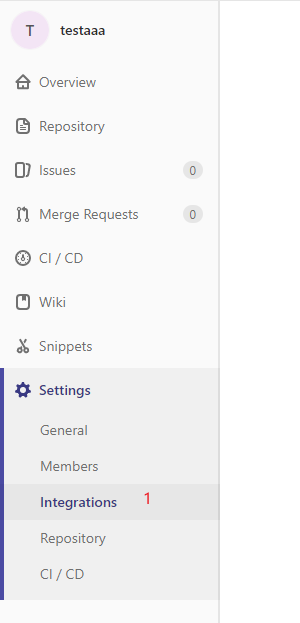 T testaaa
Overview
Repository
Issues 0
Merge Requests 0
CI / CD
Wiki
Snippets
Settings
General
Members
Integrations 1
Repository
CI / CD